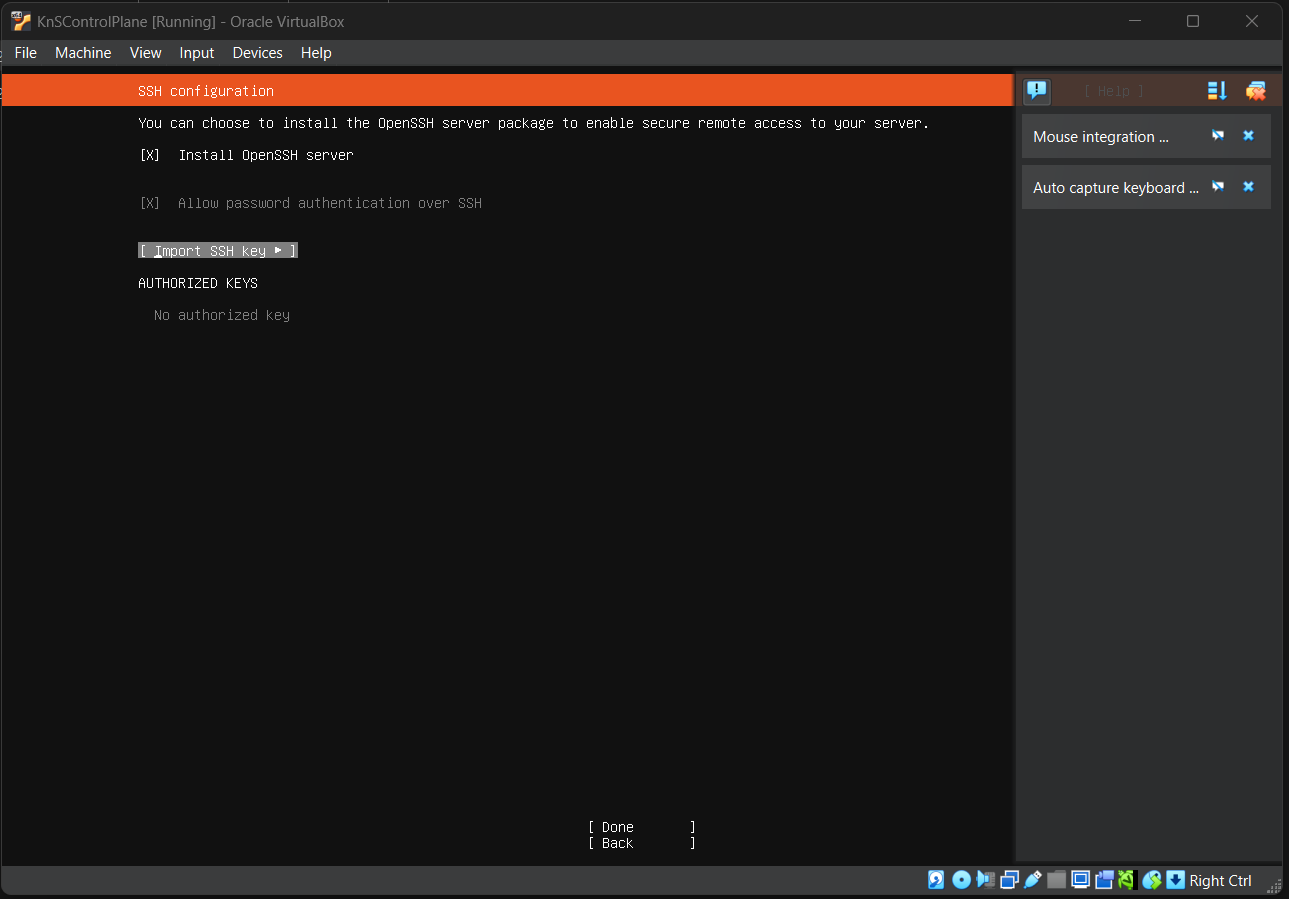 KnSControlPlane [Running] - Oracle VirtualBox
File Machine View Input Devices Help
SSH configuration
[ Help ]
You can choose to install the OpenSSH server package to enable secure remote access to your server.
[X] Install OpenSSH server
[X] Allow password authentication over SSH
[ Import SSH key ▸ ]
AUTHORIZED KEYS
No authorized key
Mouse integration ...
Auto capture keyboard ...
[ Done ]
[ Back ]
Right Ctrl